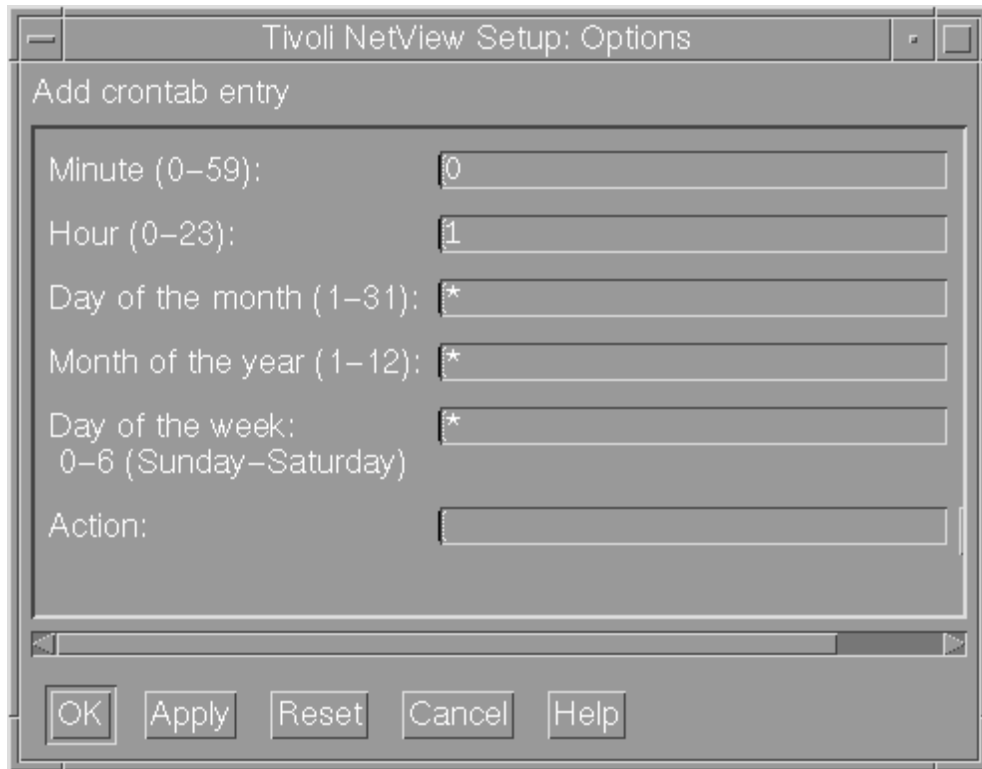 Tivoli NetView Setup: Options
Add crontab entry
Minute (0–59): 0
Hour (0–23): 1
Day of the month (1–31): *
Month of the year (1–12): *
Day of the week: *
0–6 (Sunday–Saturday)
Action:
OK Apply Reset Cancel Help